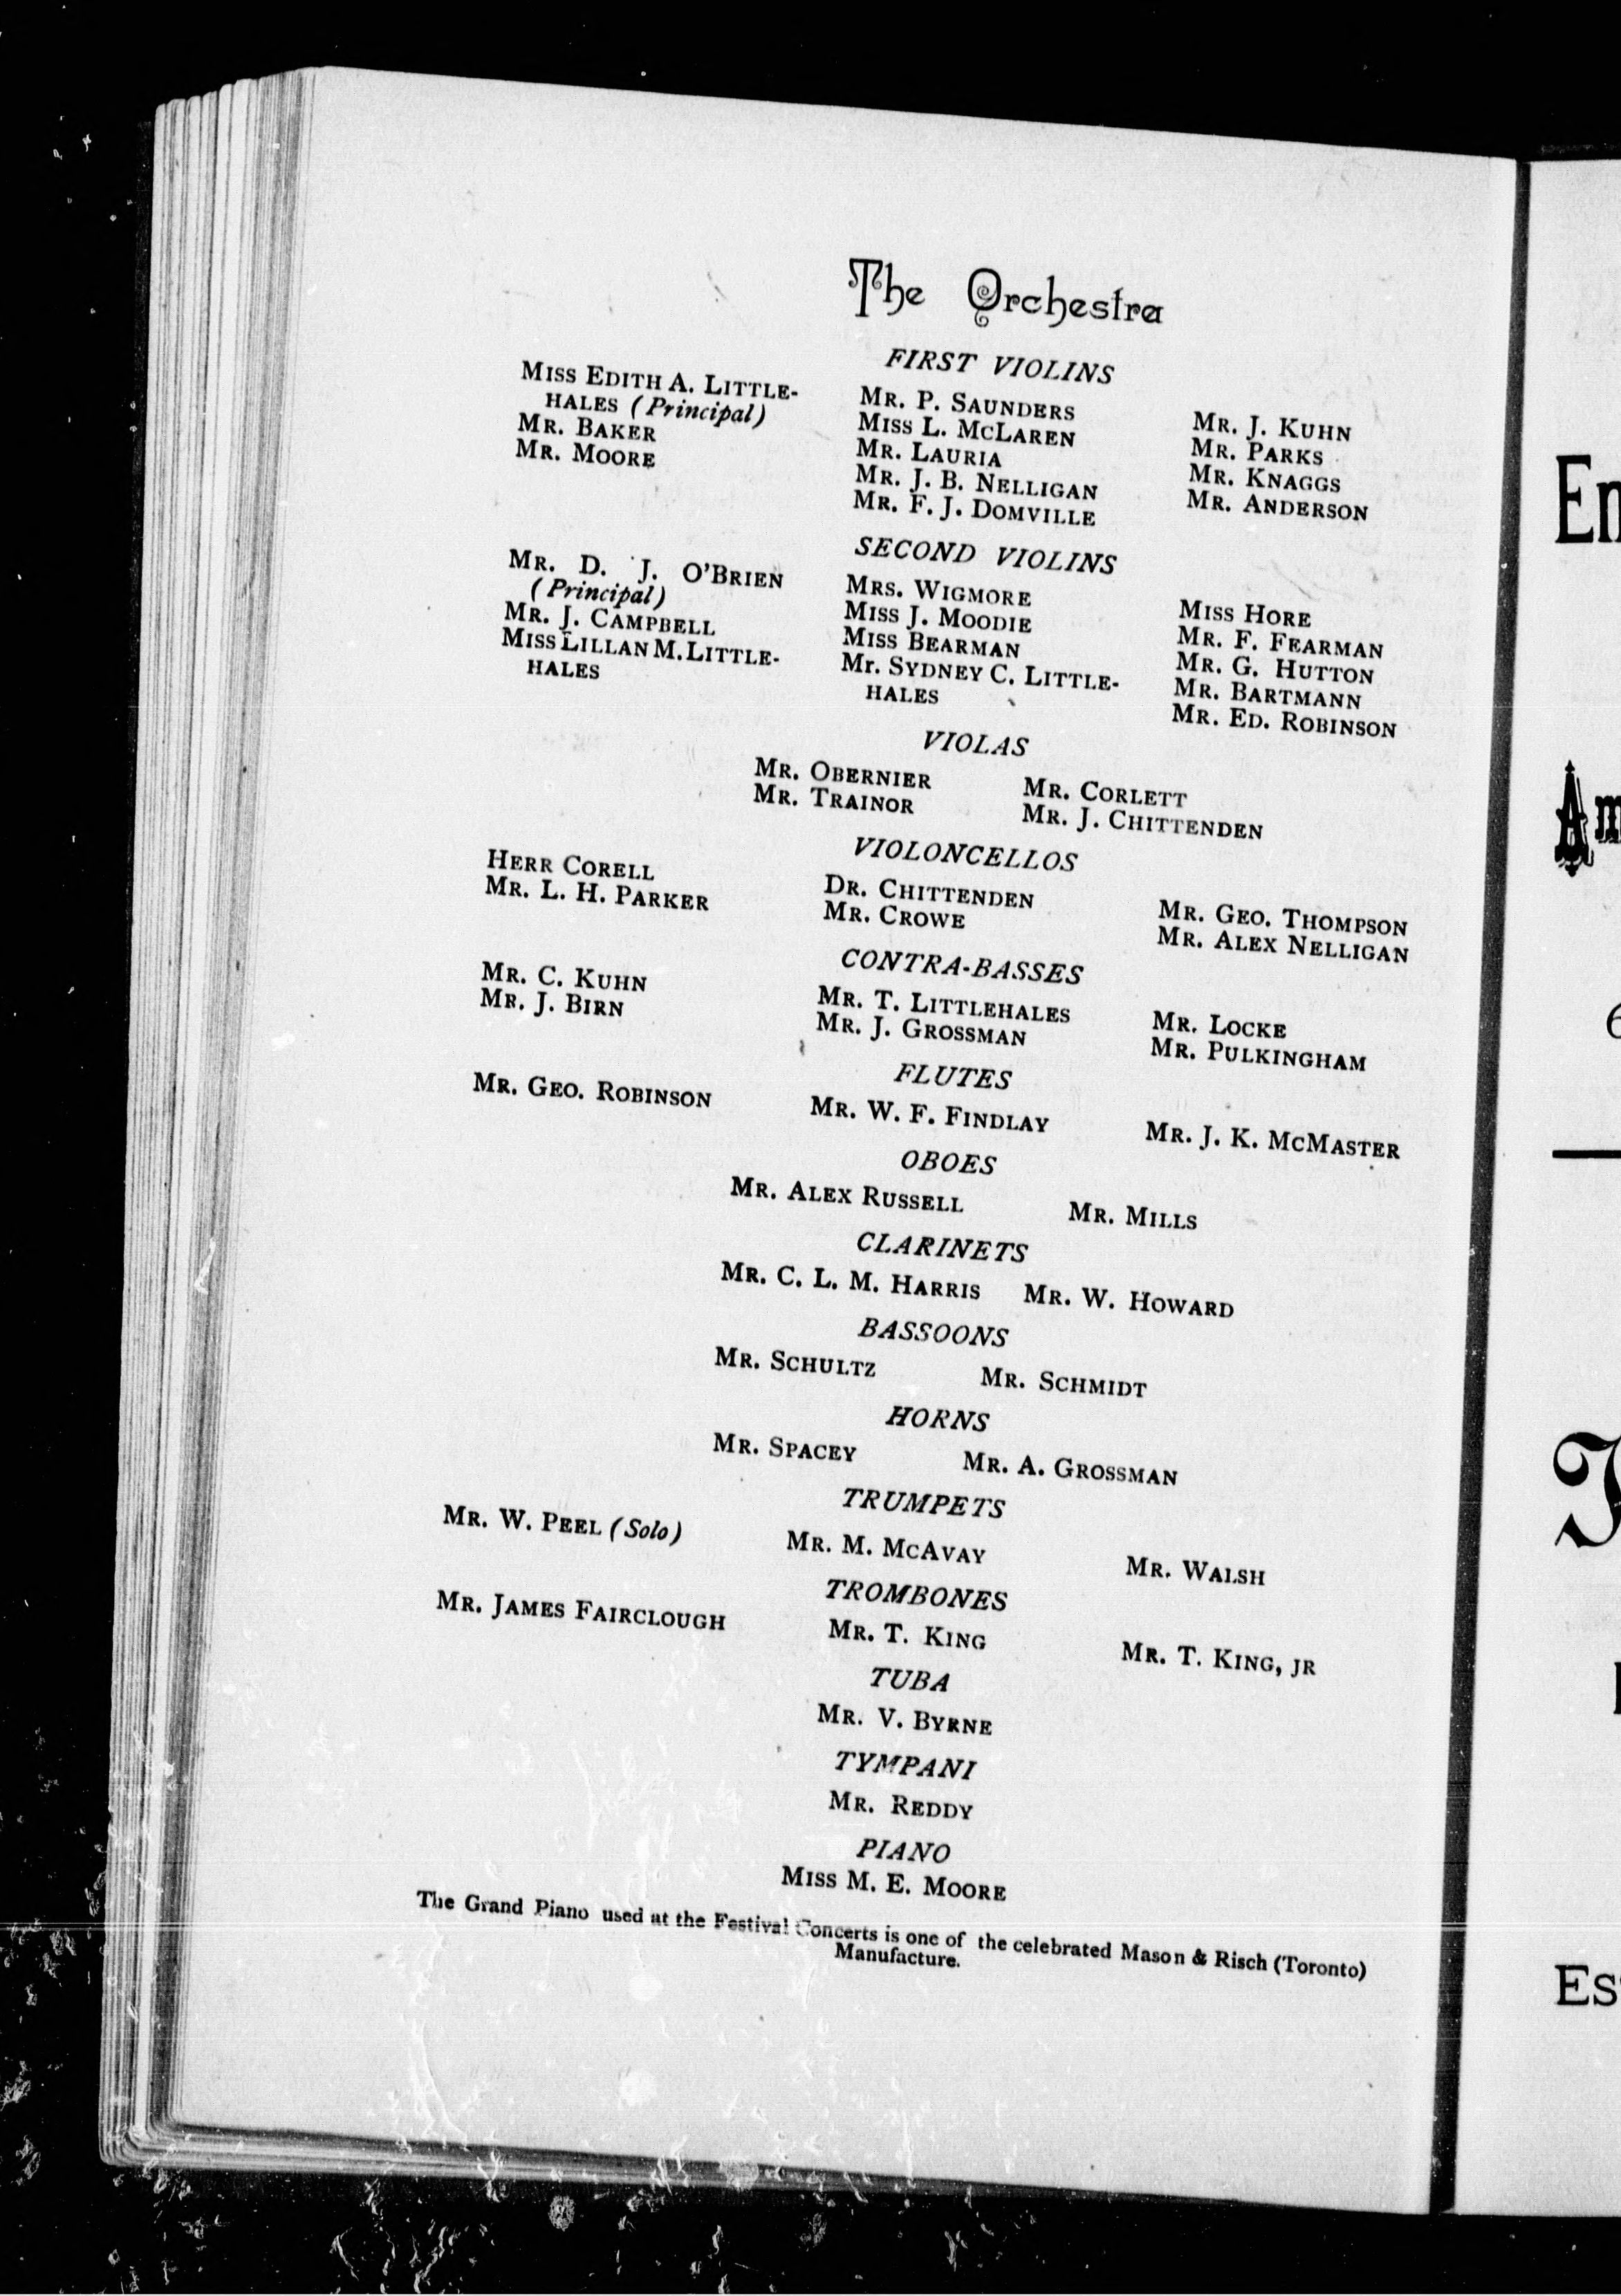 The Orchestra
FIRST VIOLINS
MISS EDITH A. LITTLE-
HALES (Principal)
MR. BAKER
MR. MOORE
MR. P. SAUNDERS
MISS L. MCLAREN
MR. LAURIA
MR. J. B. NELLIGAN
MR. F. J. DOMVILLE
MR. J. KUHN
MR. PARKS
MR. KNAGGS
MR. ANDERSON
SECOND VIOLINS
MR. D. J. O'BRIEN
(Principal)
MR. J. CAMPBELL
MISS LILLAN M. LITTLE-
HALES
MRS. WIGMORE
MISS J. MOODIE
MISS BEARMAN
Mr. SYDNEY C. LITTLE-
HALES
MISS HORE
MR. F. FEARMAN
MR. G. HUTTON
MR. BARTMANN
MR. ED. ROBINSON
VIOLAS
MR. OBERNIER
MR. TRAINOR
MR. CORLETT
MR. J. CHITTENDEN
VIOLONCELLOS
HERR CORELL
MR. L. H. PARKER
DR. CHITTENDEN
MR. CROWE
MR. GEO. THOMPSON
MR. ALEX NELLIGAN
CONTRA-BASSES
MR. C. KUHN
MR. J. BIRN
MR. T. LITTLEHALES
MR. J. GROSSMAN
MR. LOCKE
MR. PULKINGHAM
FLUTES
MR. GEO. ROBINSON
MR. W. F. FINDLAY
MR. J. K. MCMASTER
OBOES
MR. ALEX RUSSELL
MR. MILLS
CLARINETS
MR. C. L. M. HARRIS
MR. W. HOWARD
BASSOONS
MR. SCHULTZ
MR. SCHMIDT
HORNS
MR. SPACEY
MR. A. GROSSMAN
TRUMPETS
MR. W. PEEL (Solo)
MR. M. MCAVAY
MR. WALSH
TROMBONES
MR. JAMES FAIRCLOUGH
MR. T. KING
MR. T. KING, JR
TUBA
MR. V. BYRNE
TYMPANI
MR. REDDY
PIANO
MISS M. E. MOORE
The Grand Piano used at the Festival Concerts is one of the celebrated Mason & Risch (Toronto)
Manufacture.